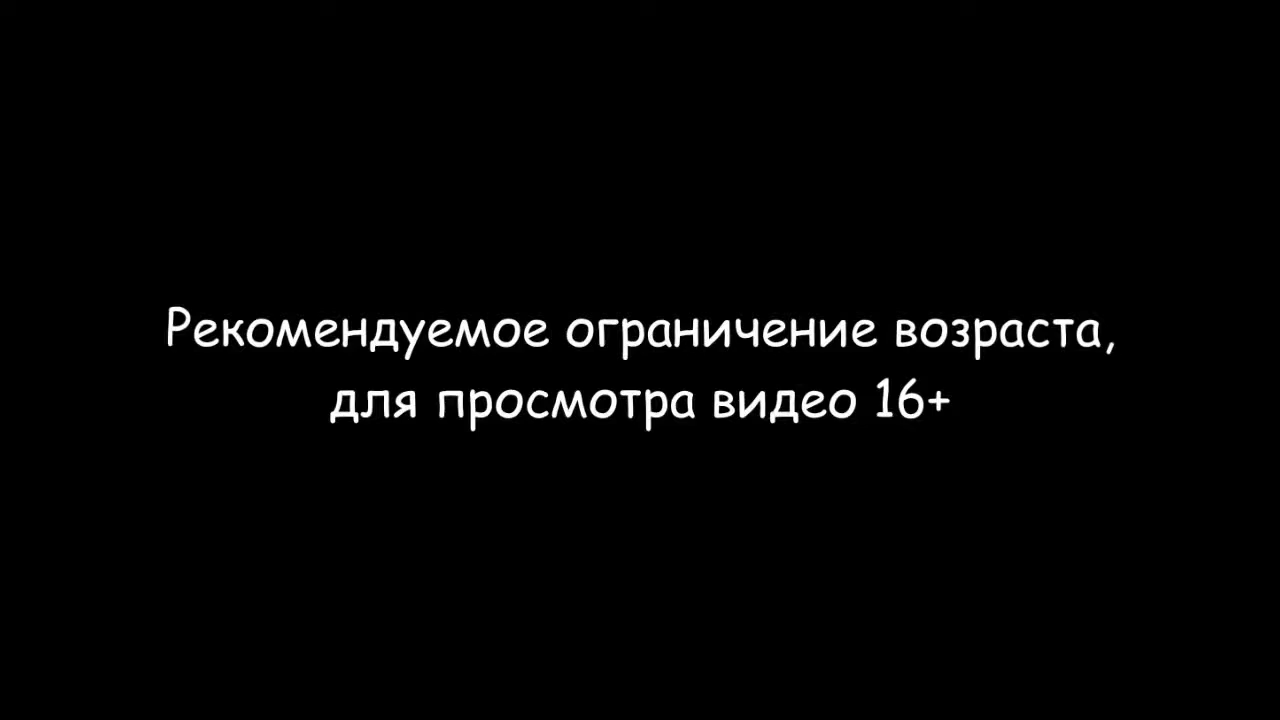 Рекомендуемое ограничение возраста,
для просмотра видео 16+